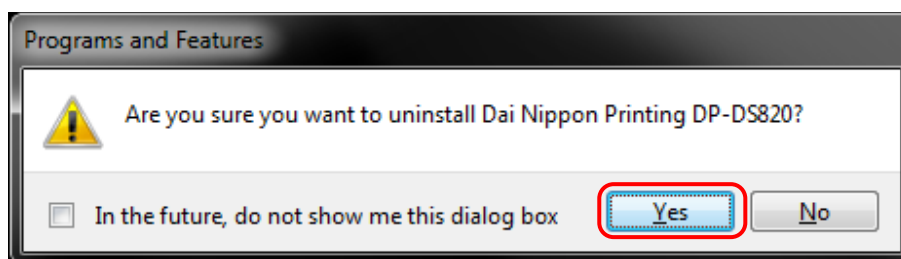 Programs and Features
Are you sure you want to uninstall Dai Nippon Printing DP-DS820?
In the future, do not show me this dialog box
Yes
No